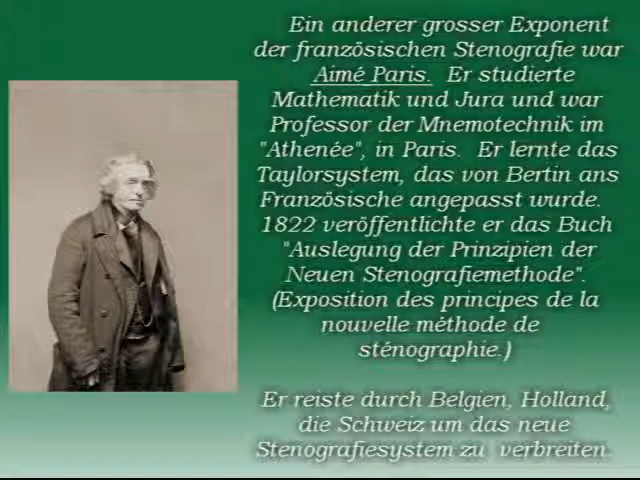 Ein anderer grosser Exponent
der französischen Stenografie war
Aimé Paris. Er studierte
Mathematik und Jura und war
Professor der Mnemotechnik im
"Athenée", in Paris. Er lernte das
Taylorsystem, das von Bertin ans
Französische angepasst wurde.
1822 veröffentlichte er das Buch
"Auslegung der Prinzipien der
Neuen Stenografiemethode".
(Exposition des principes de la
nouvelle méthode de
sténographie.)
Er reiste durch Belgien, Holland,
die Schweiz um das neue
Stenografiesystem zu verbreiten.